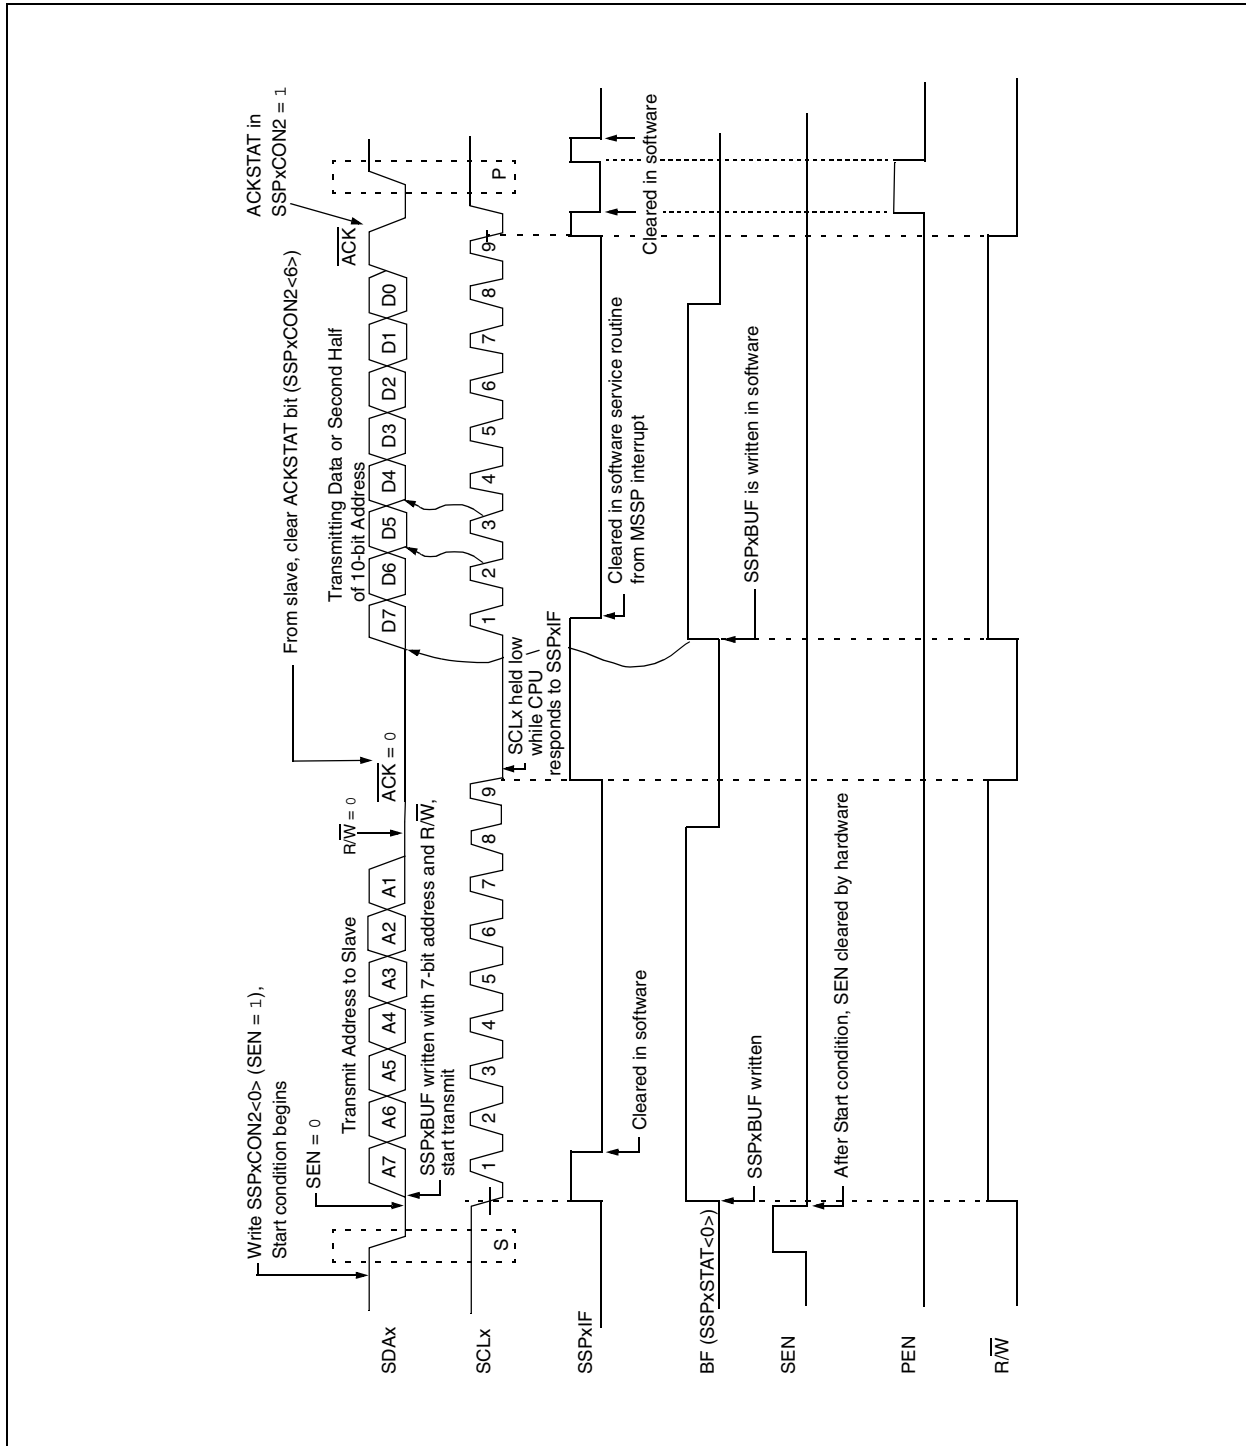 Write SSPxCON2<0> (SEN = 1),
Start condition begins
SEN = 0
Transmit Address to Slave
R/W = 0
From slave, clear ACKSTAT bit (SSPxCON2<6>)
ACK = 0
Transmitting Data or Second Half
of 10-bit Address
ACK
ACKSTAT in
SSPxCON2 = 1
SDAx
A7 A6 A5 A4 A3 A2 A1
D7 D6 D5 D4 D3 D2 D1 D0
SSPxBUF written with 7-bit address and R/W,
start transmit
SCLx
S
1 2 3 4 5 6 7 8 9
1 2 3 4 5 6 7 8 9
P
SCLx held low
while CPU
responds to SSPxIF
SSPxIF
Cleared in software
Cleared in software service routine
from MSSP interrupt
Cleared in software
Cleared in software
BF (SSPxSTAT<0>)
SSPxBUF written
SSPxBUF is written in software
SEN
After Start condition, SEN cleared by hardware
PEN
R/W